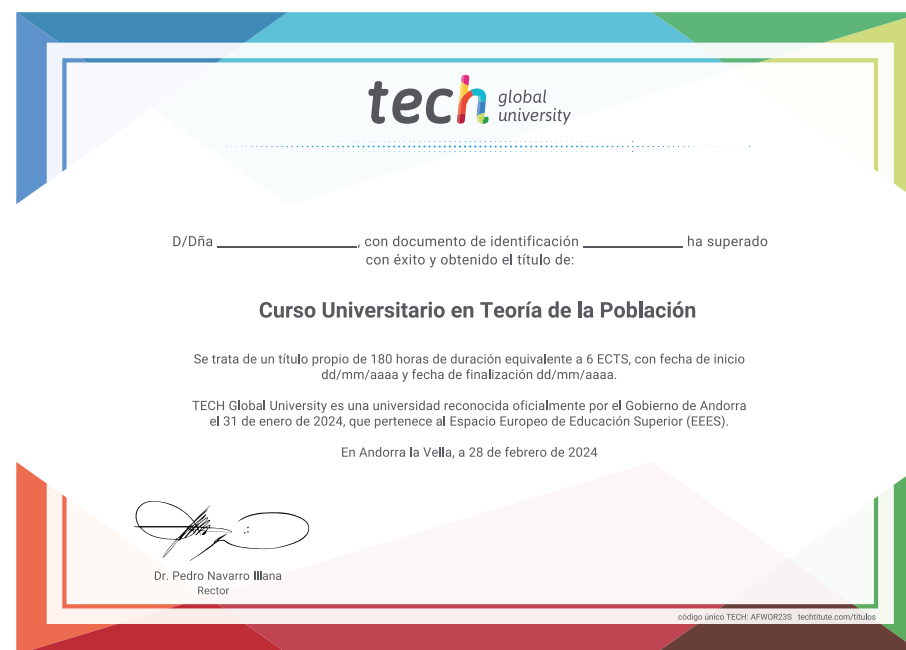 tech global university
D/Dña ____________________, con documento de identificación ______________ ha superado
con éxito y obtenido el título de:
Curso Universitario en Teoría de la Población
Se trata de un título propio de 180 horas de duración equivalente a 6 ECTS, con fecha de inicio
dd/mm/aaaa y fecha de finalización dd/mm/aaaa.
TECH Global University es una universidad reconocida oficialmente por el Gobierno de Andorra
el 31 de enero de 2024, que pertenece al Espacio Europeo de Educación Superior (EEES).
En Andorra la Vella, a 28 de febrero de 2024
Dr. Pedro Navarro Illana
Rector
código único TECH: AFWOR23S techtitute.com/titulos